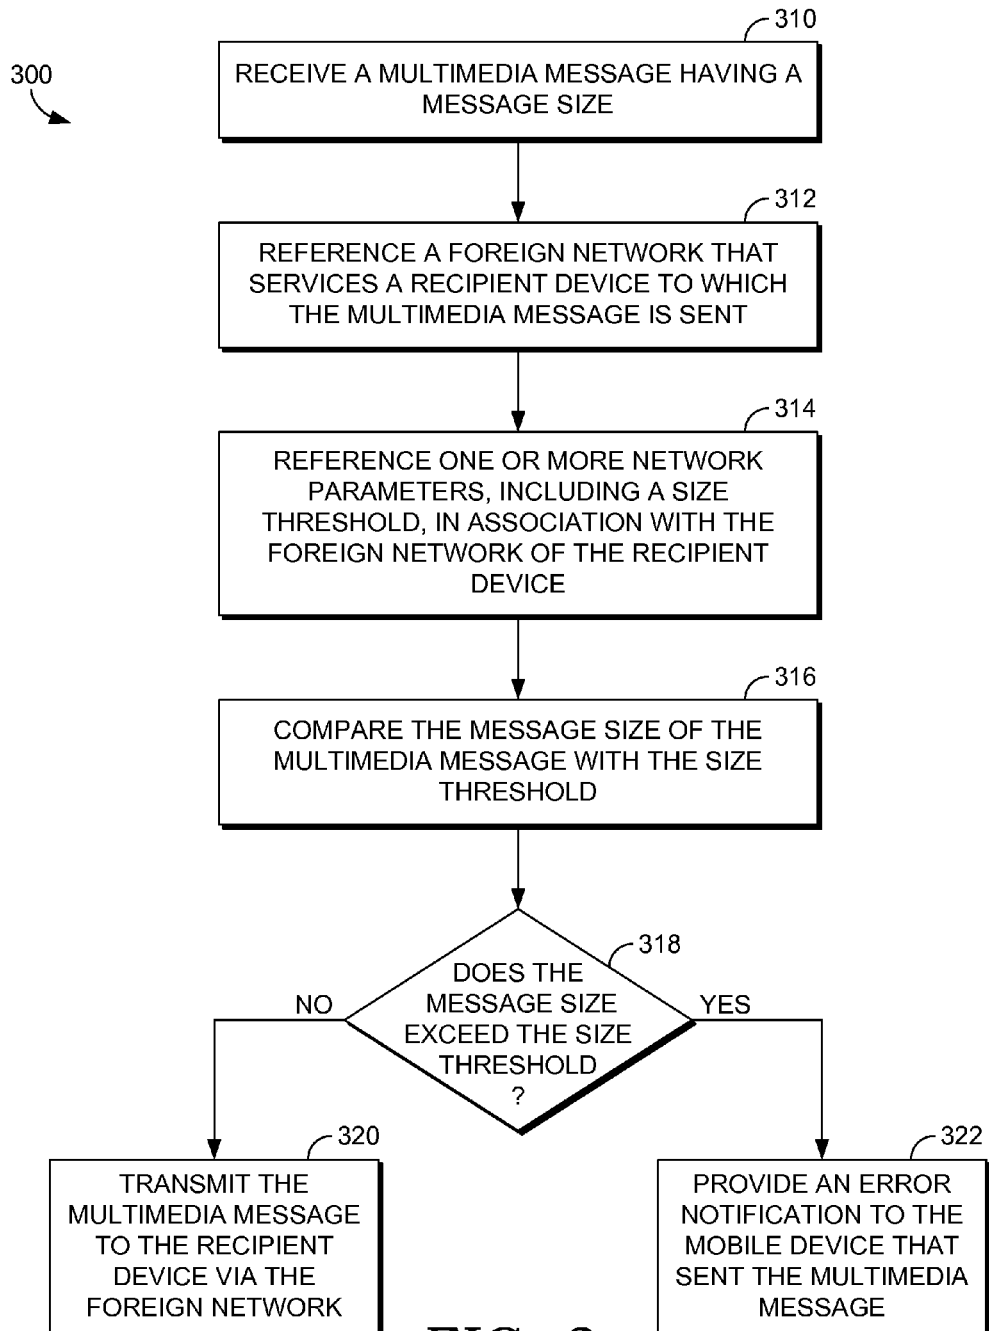 310
300
RECEIVE A MULTIMEDIA MESSAGE HAVING A
MESSAGE SIZE
312
REFERENCE A FOREIGN NETWORK THAT
SERVICES A RECIPIENT DEVICE TO WHICH
THE MULTIMEDIA MESSAGE IS SENT
314
REFERENCE ONE OR MORE NETWORK
PARAMETERS, INCLUDING A SIZE
THRESHOLD, IN ASSOCIATION WITH THE
FOREIGN NETWORK OF THE RECIPIENT
DEVICE
316
COMPARE THE MESSAGE SIZE OF THE
MULTIMEDIA MESSAGE WITH THE SIZE
THRESHOLD
318
DOES THE
MESSAGE SIZE
EXCEED THE SIZE
THRESHOLD
?
NO
YES
320
TRANSMIT THE
MULTIMEDIA MESSAGE
TO THE RECIPIENT
DEVICE VIA THE
FOREIGN NETWORK
322
PROVIDE AN ERROR
NOTIFICATION TO THE
MOBILE DEVICE THAT
SENT THE MULTIMEDIA
MESSAGE